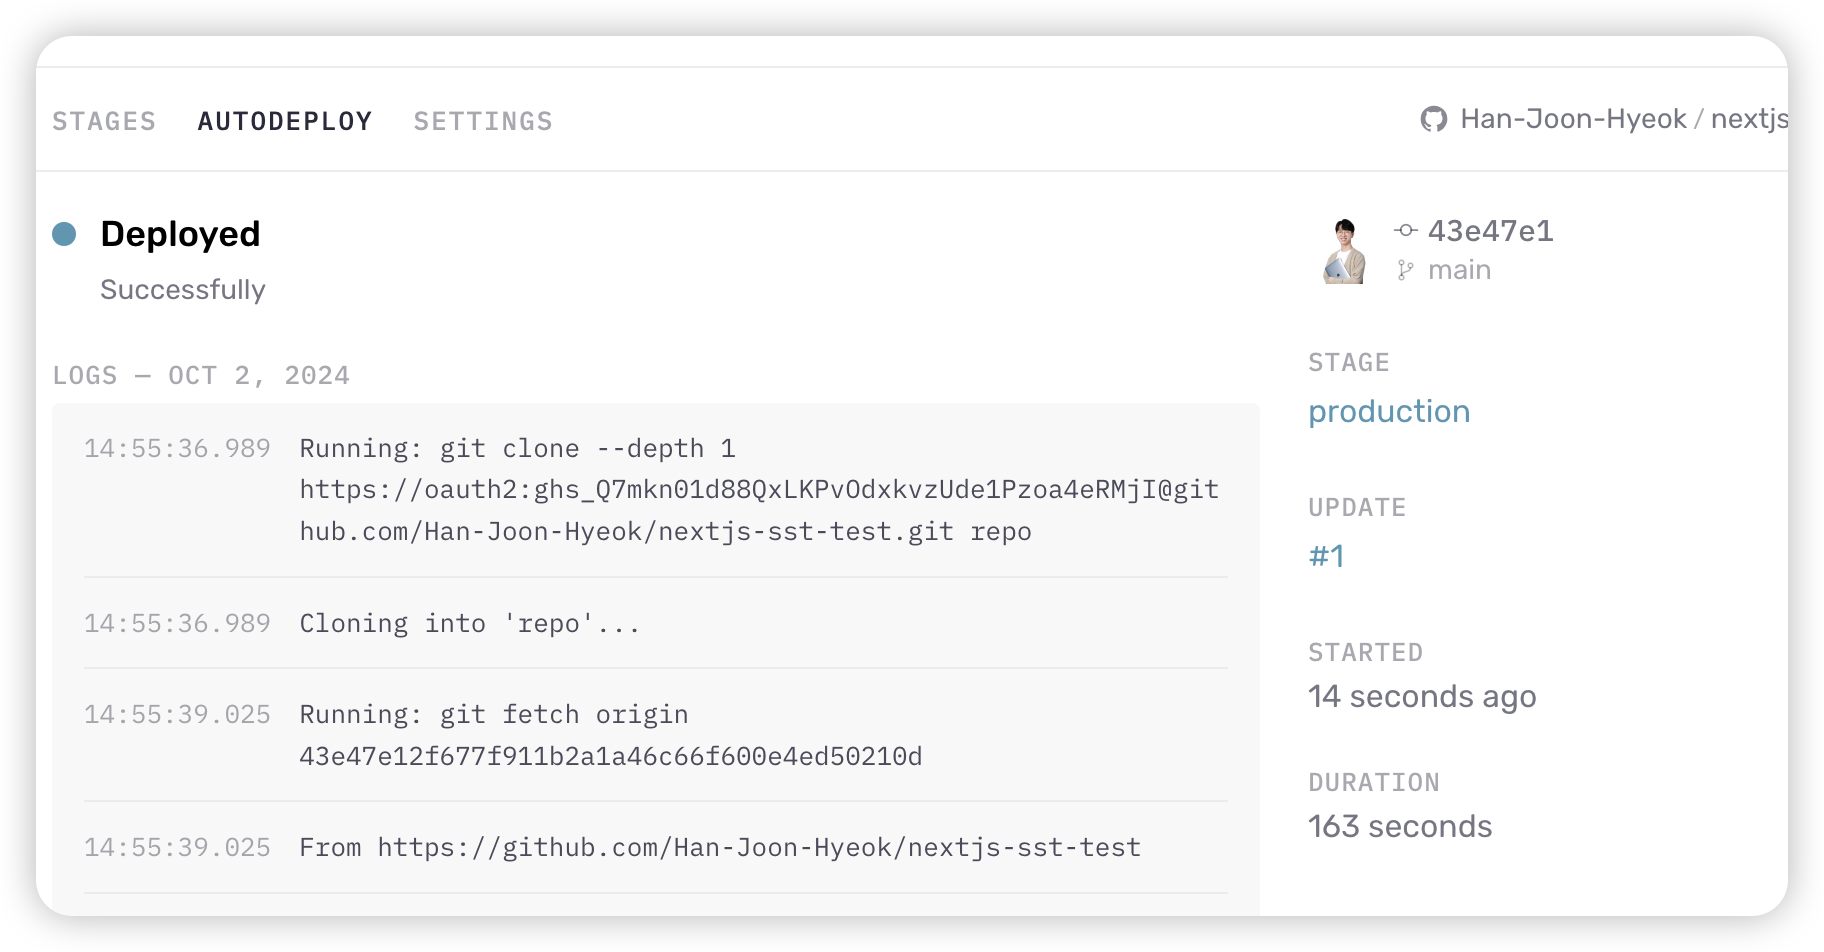 STAGES AUTODEPLOY SETTINGS
Han-Joon-Hyeok / nextjs
Deployed
Successfully
43e47e1
main
LOGS — OCT 2, 2024
14:55:36.989 Running: git clone --depth 1
https://oauth2:ghs_Q7mkn01d88QxLKPvOdxkvzUde1Pzoa4eRMjI@git
hub.com/Han-Joon-Hyeok/nextjs-sst-test.git repo
14:55:36.989 Cloning into 'repo'...
14:55:39.025 Running: git fetch origin
43e47e12f677f911b2a1a46c66f600e4ed50210d
14:55:39.025 From https://github.com/Han-Joon-Hyeok/nextjs-sst-test
STAGE
production
UPDATE
#1
STARTED
14 seconds ago
DURATION
163 seconds